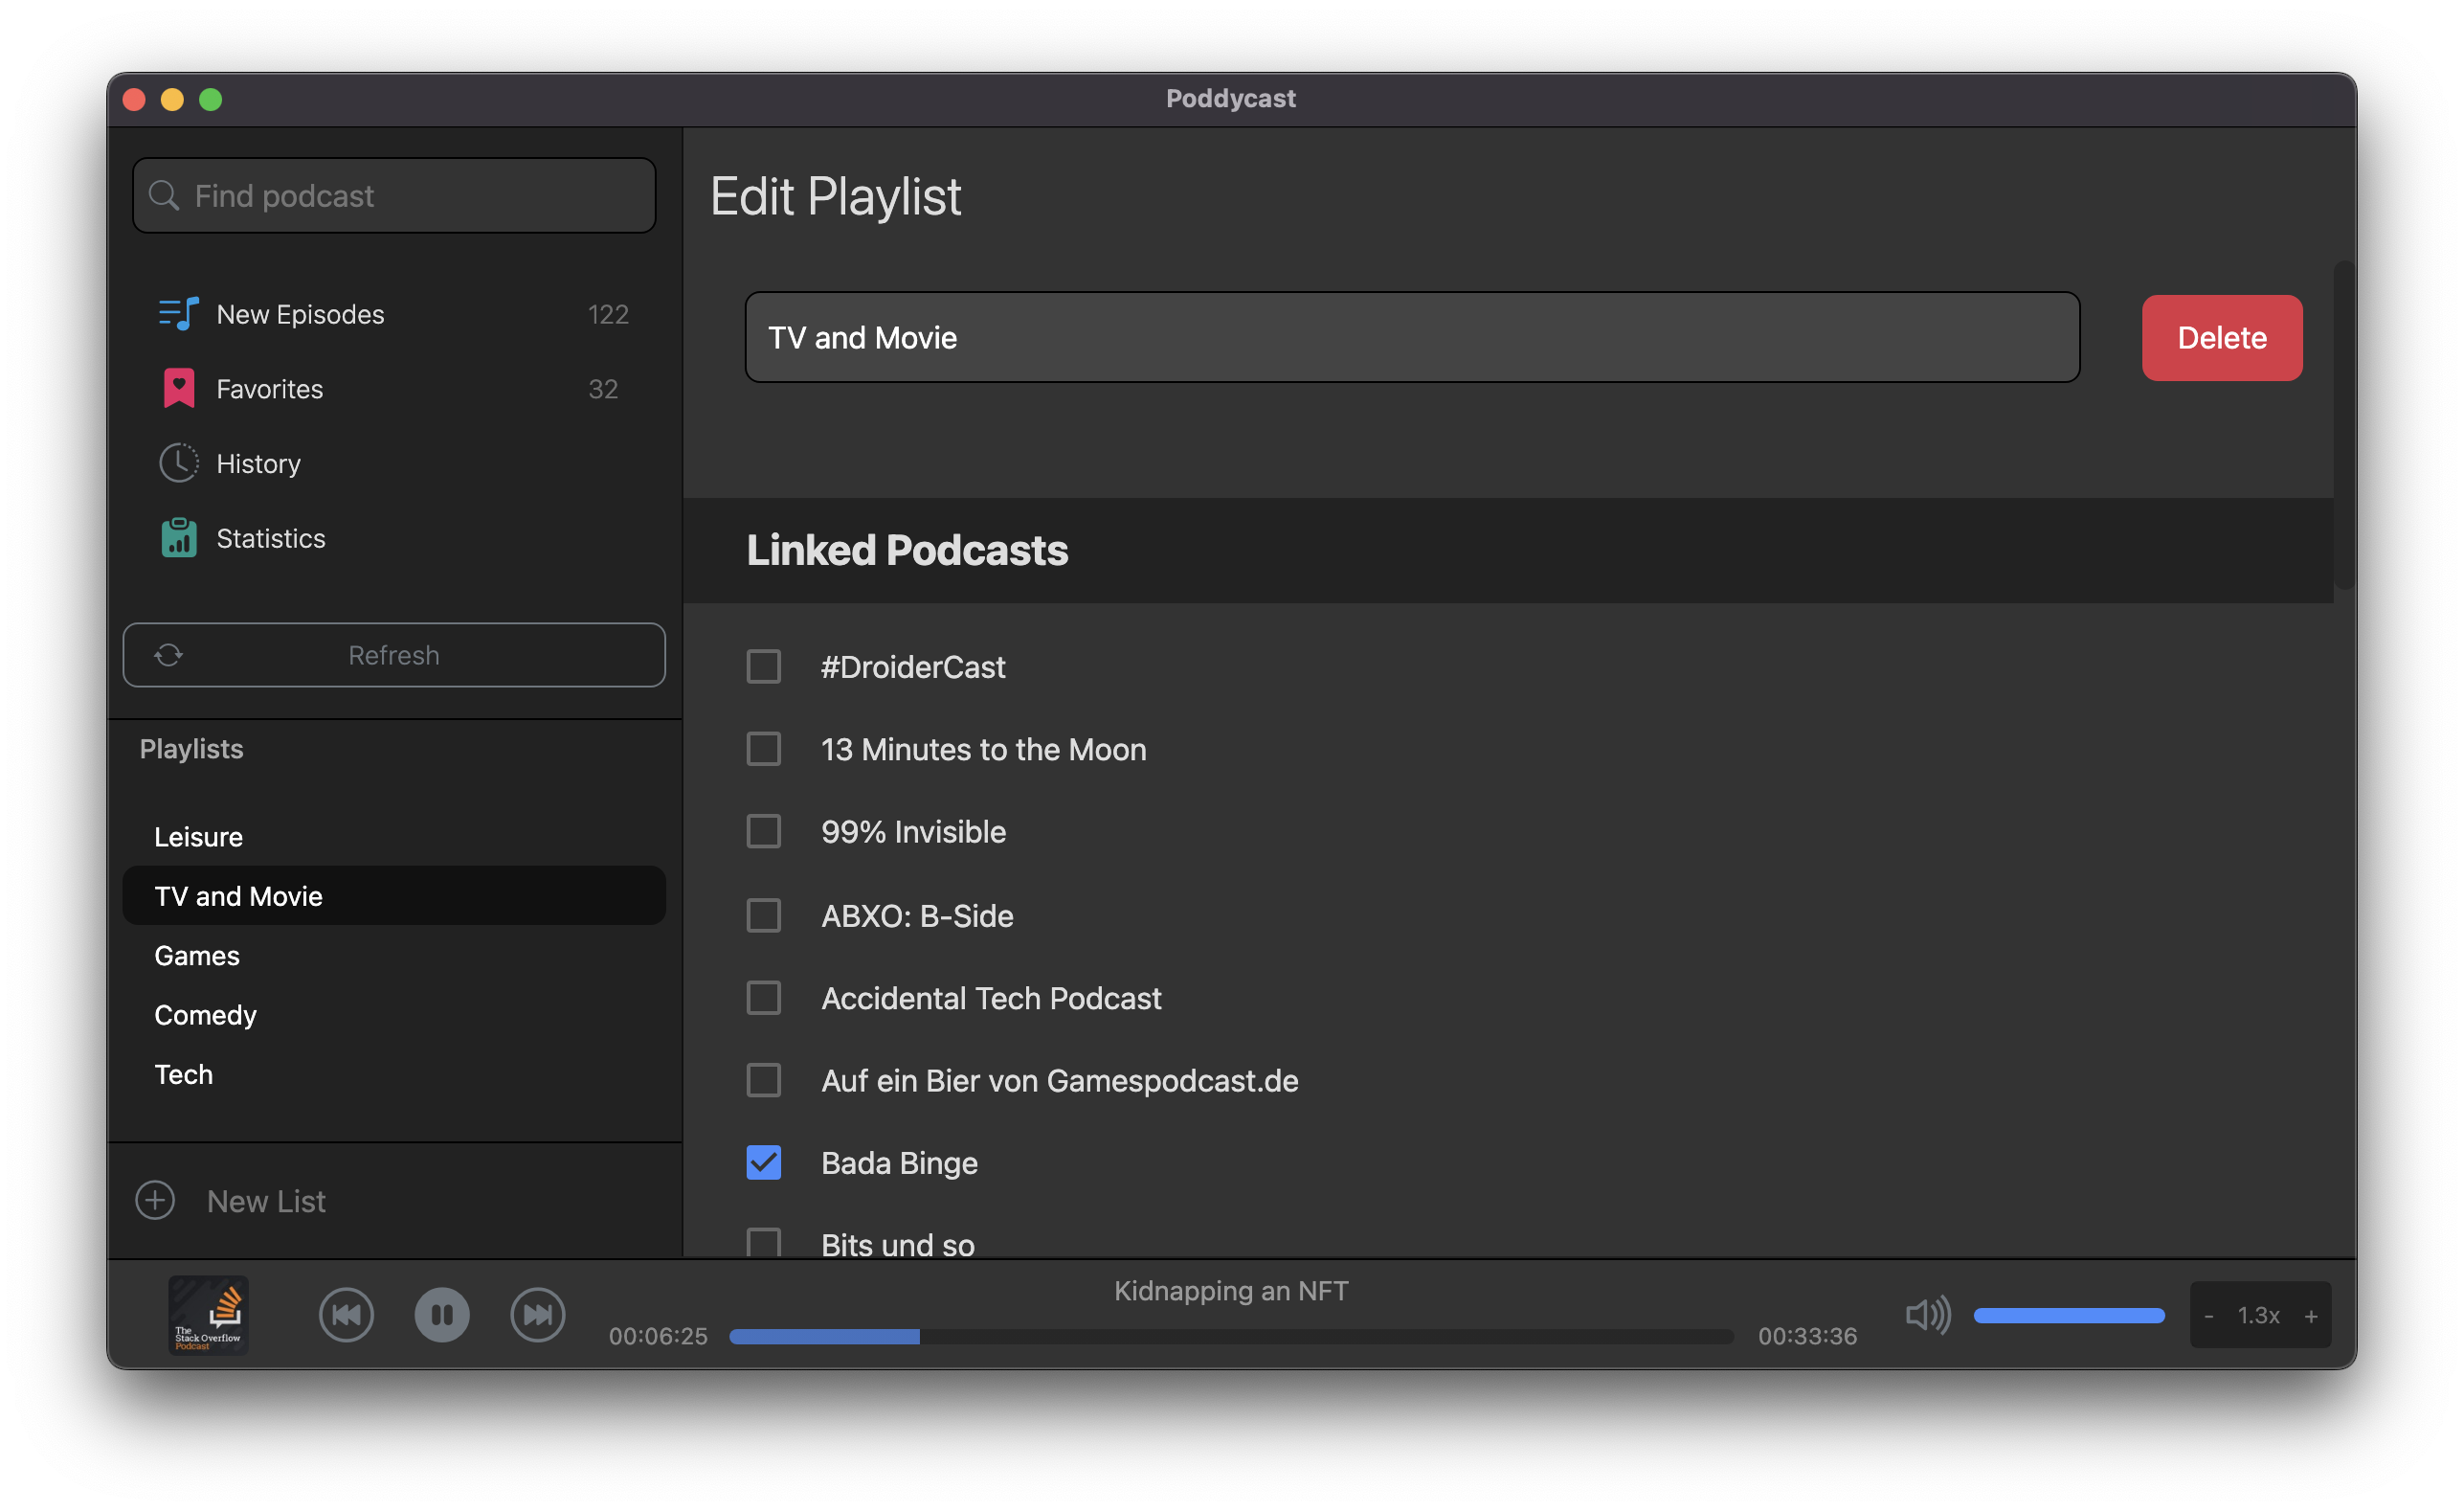 Poddycast
Find podcast
New Episodes 122
Favorites 32
History
Statistics
Refresh
Playlists
Leisure
TV and Movie
Games
Comedy
Tech
New List
Edit Playlist
TV and Movie
Delete
Linked Podcasts
#DroiderCast
13 Minutes to the Moon
99% Invisible
ABXO: B-Side
Accidental Tech Podcast
Auf ein Bier von Gamespodcast.de
Bada Binge
Bits und so
The
Stack Overflow
Podcast
Kidnapping an NFT
00:06:25
00:33:36
- 1.3x +